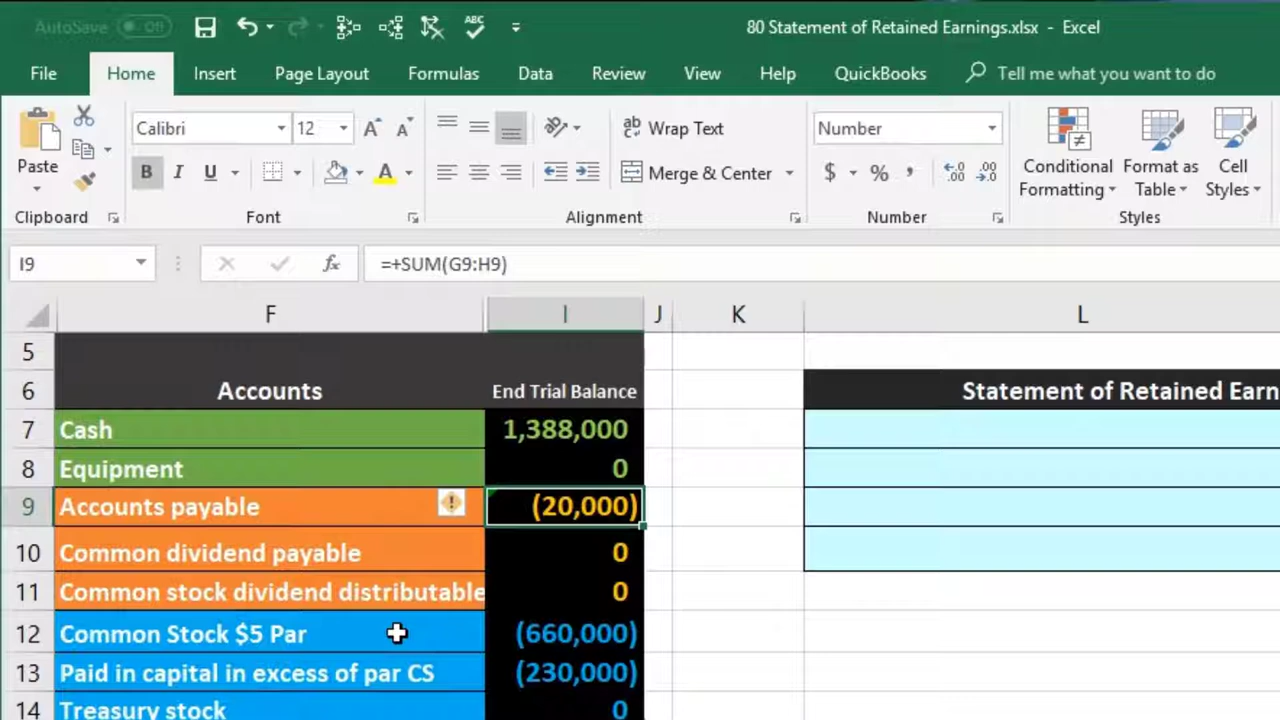 AutoSave Off 80 Statement of Retained Earnings.xlsx - Excel
File Home Insert Page Layout Formulas Data Review View Help QuickBooks Tell me what you want to do
Calibri 12 A A ab Wrap Text Number
Paste B I U A Merge & Center $ % , Conditional Formatting Format as Table Cell Styles
Clipboard Font Alignment Number Styles
I9 fx =+SUM(G9:H9)
F I J K L
5
6 Accounts End Trial Balance Statement of Retained Earn
7 Cash 1,388,000
8 Equipment 0
9 Accounts payable (20,000)
10 Common dividend payable 0
11 Common stock dividend distributable 0
12 Common Stock $5 Par (660,000)
13 Paid in capital in excess of par CS (230,000)
14 Treasury stock 0